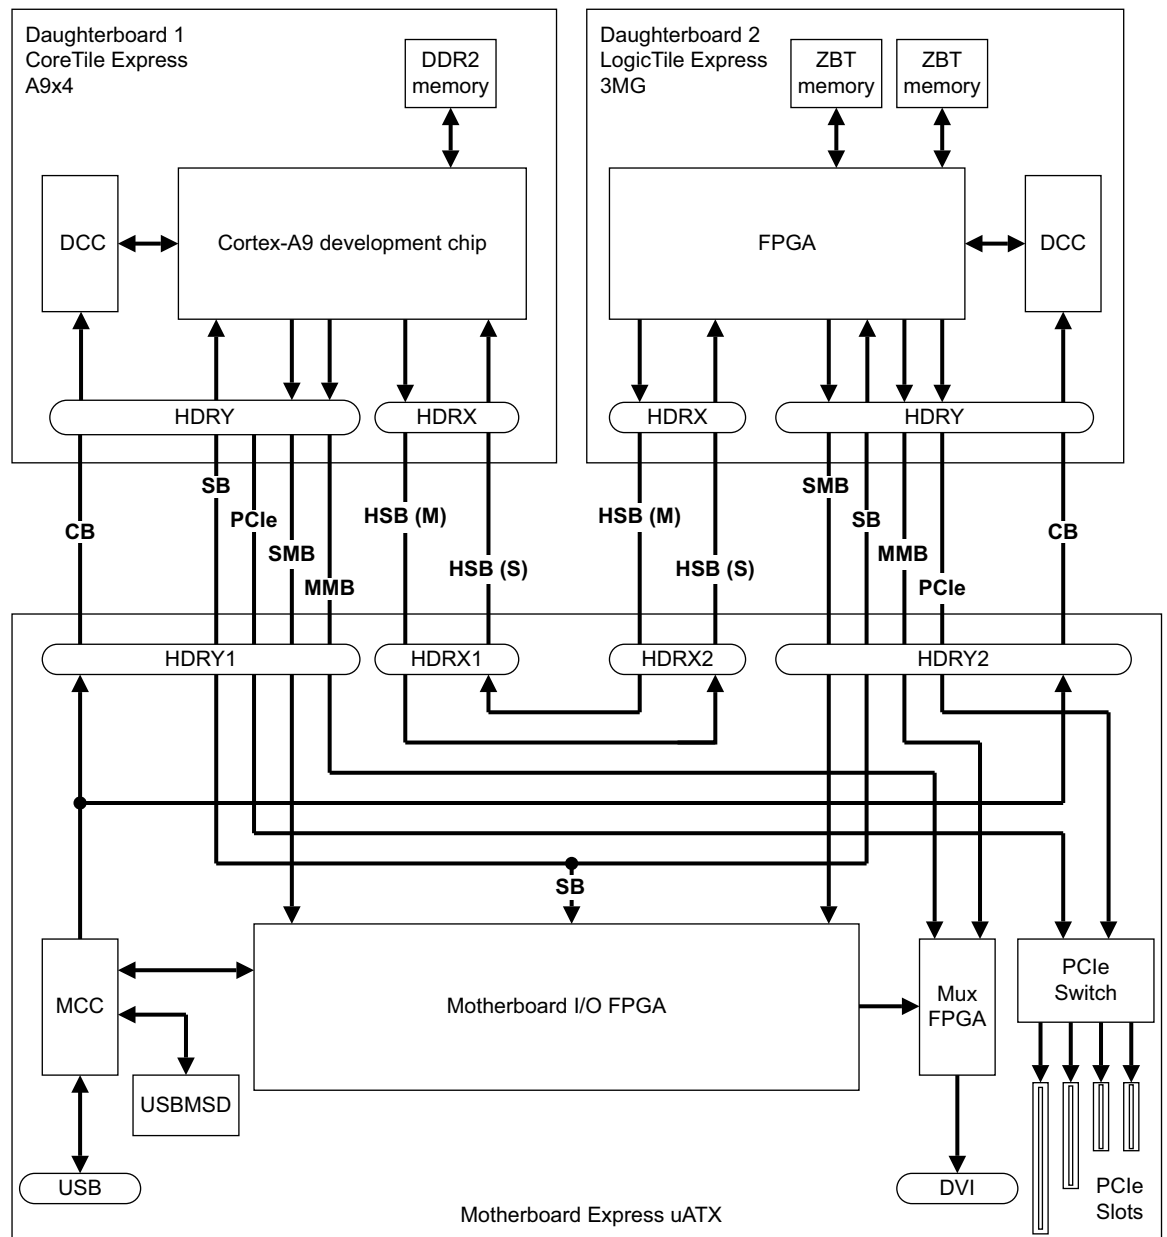 Daughterboard 1
CoreTile Express
A9x4
DDR2
memory
DCC
Cortex-A9 development chip
HDRY
HDRX
Daughterboard 2
LogicTile Express
3MG
ZBT
memory
ZBT
memory
FPGA
DCC
HDRX
HDRY
CB
SB
PCIe
SMB
MMB
HSB (M)
HSB (S)
HSB (M)
HSB (S)
SMB
SB
MMB
PCIe
CB
HDRY1
HDRX1
HDRX2
HDRY2
SB
MCC
Motherboard I/O FPGA
Mux
FPGA
PCIe
Switch
USBMSD
USB
DVI
PCIe
Slots
Motherboard Express uATX